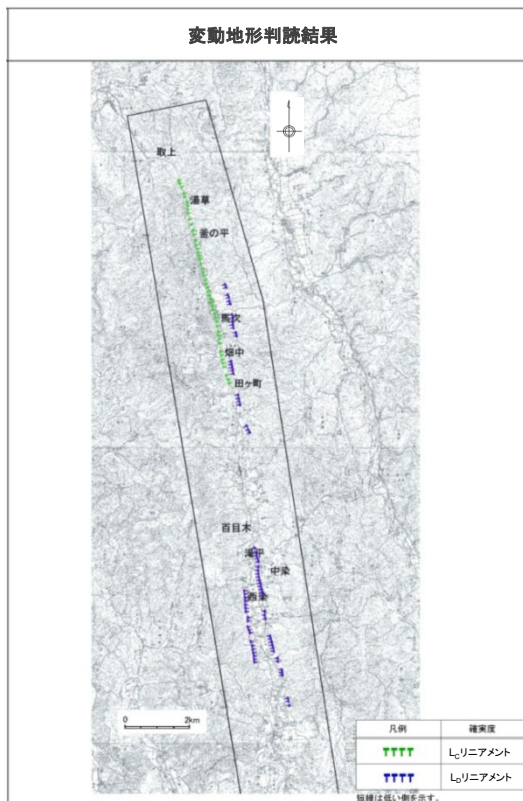 変動地形判読結果
取上
湯草
釜の平
馬次
畑中
田ヶ町
百目木
滝平
中染
西染
0 2km
凡例 確実度
LCリニアメント
LDリニアメント
短線は低い側を示す。